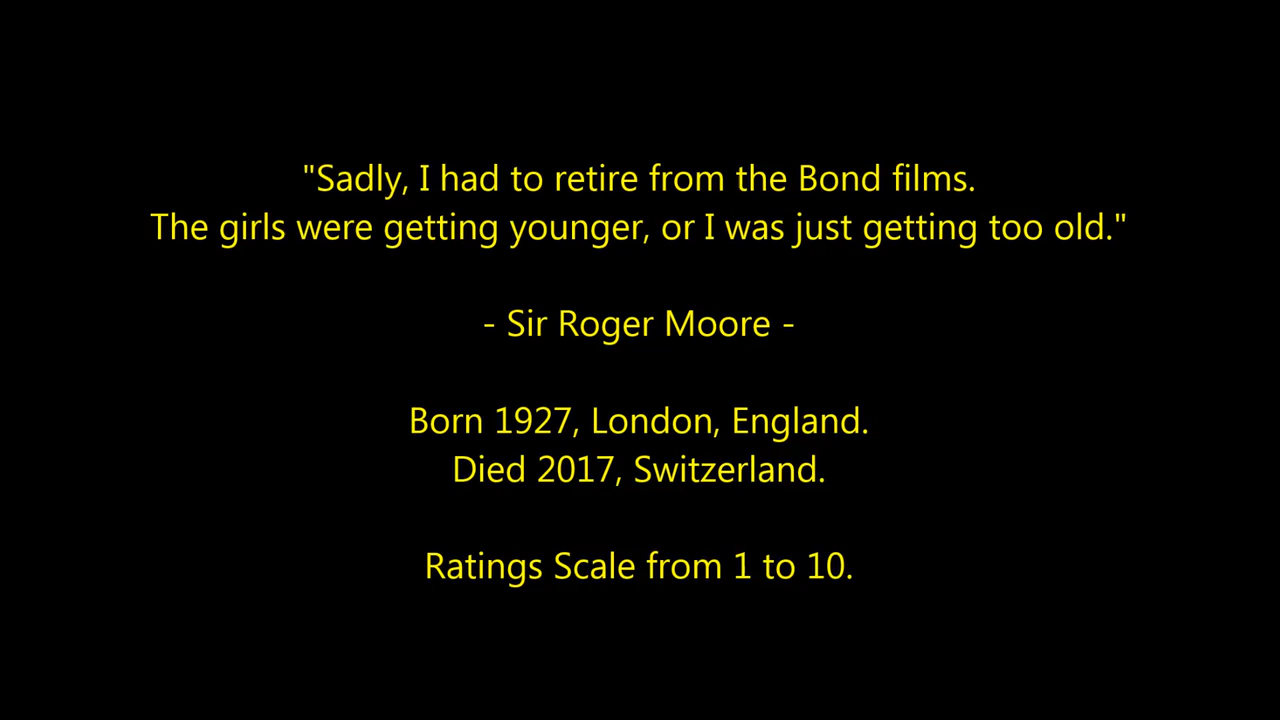 "Sadly, I had to retire from the Bond films.
The girls were getting younger, or I was just getting too old."
- Sir Roger Moore -
Born 1927, London, England.
Died 2017, Switzerland.
Ratings Scale from 1 to 10.